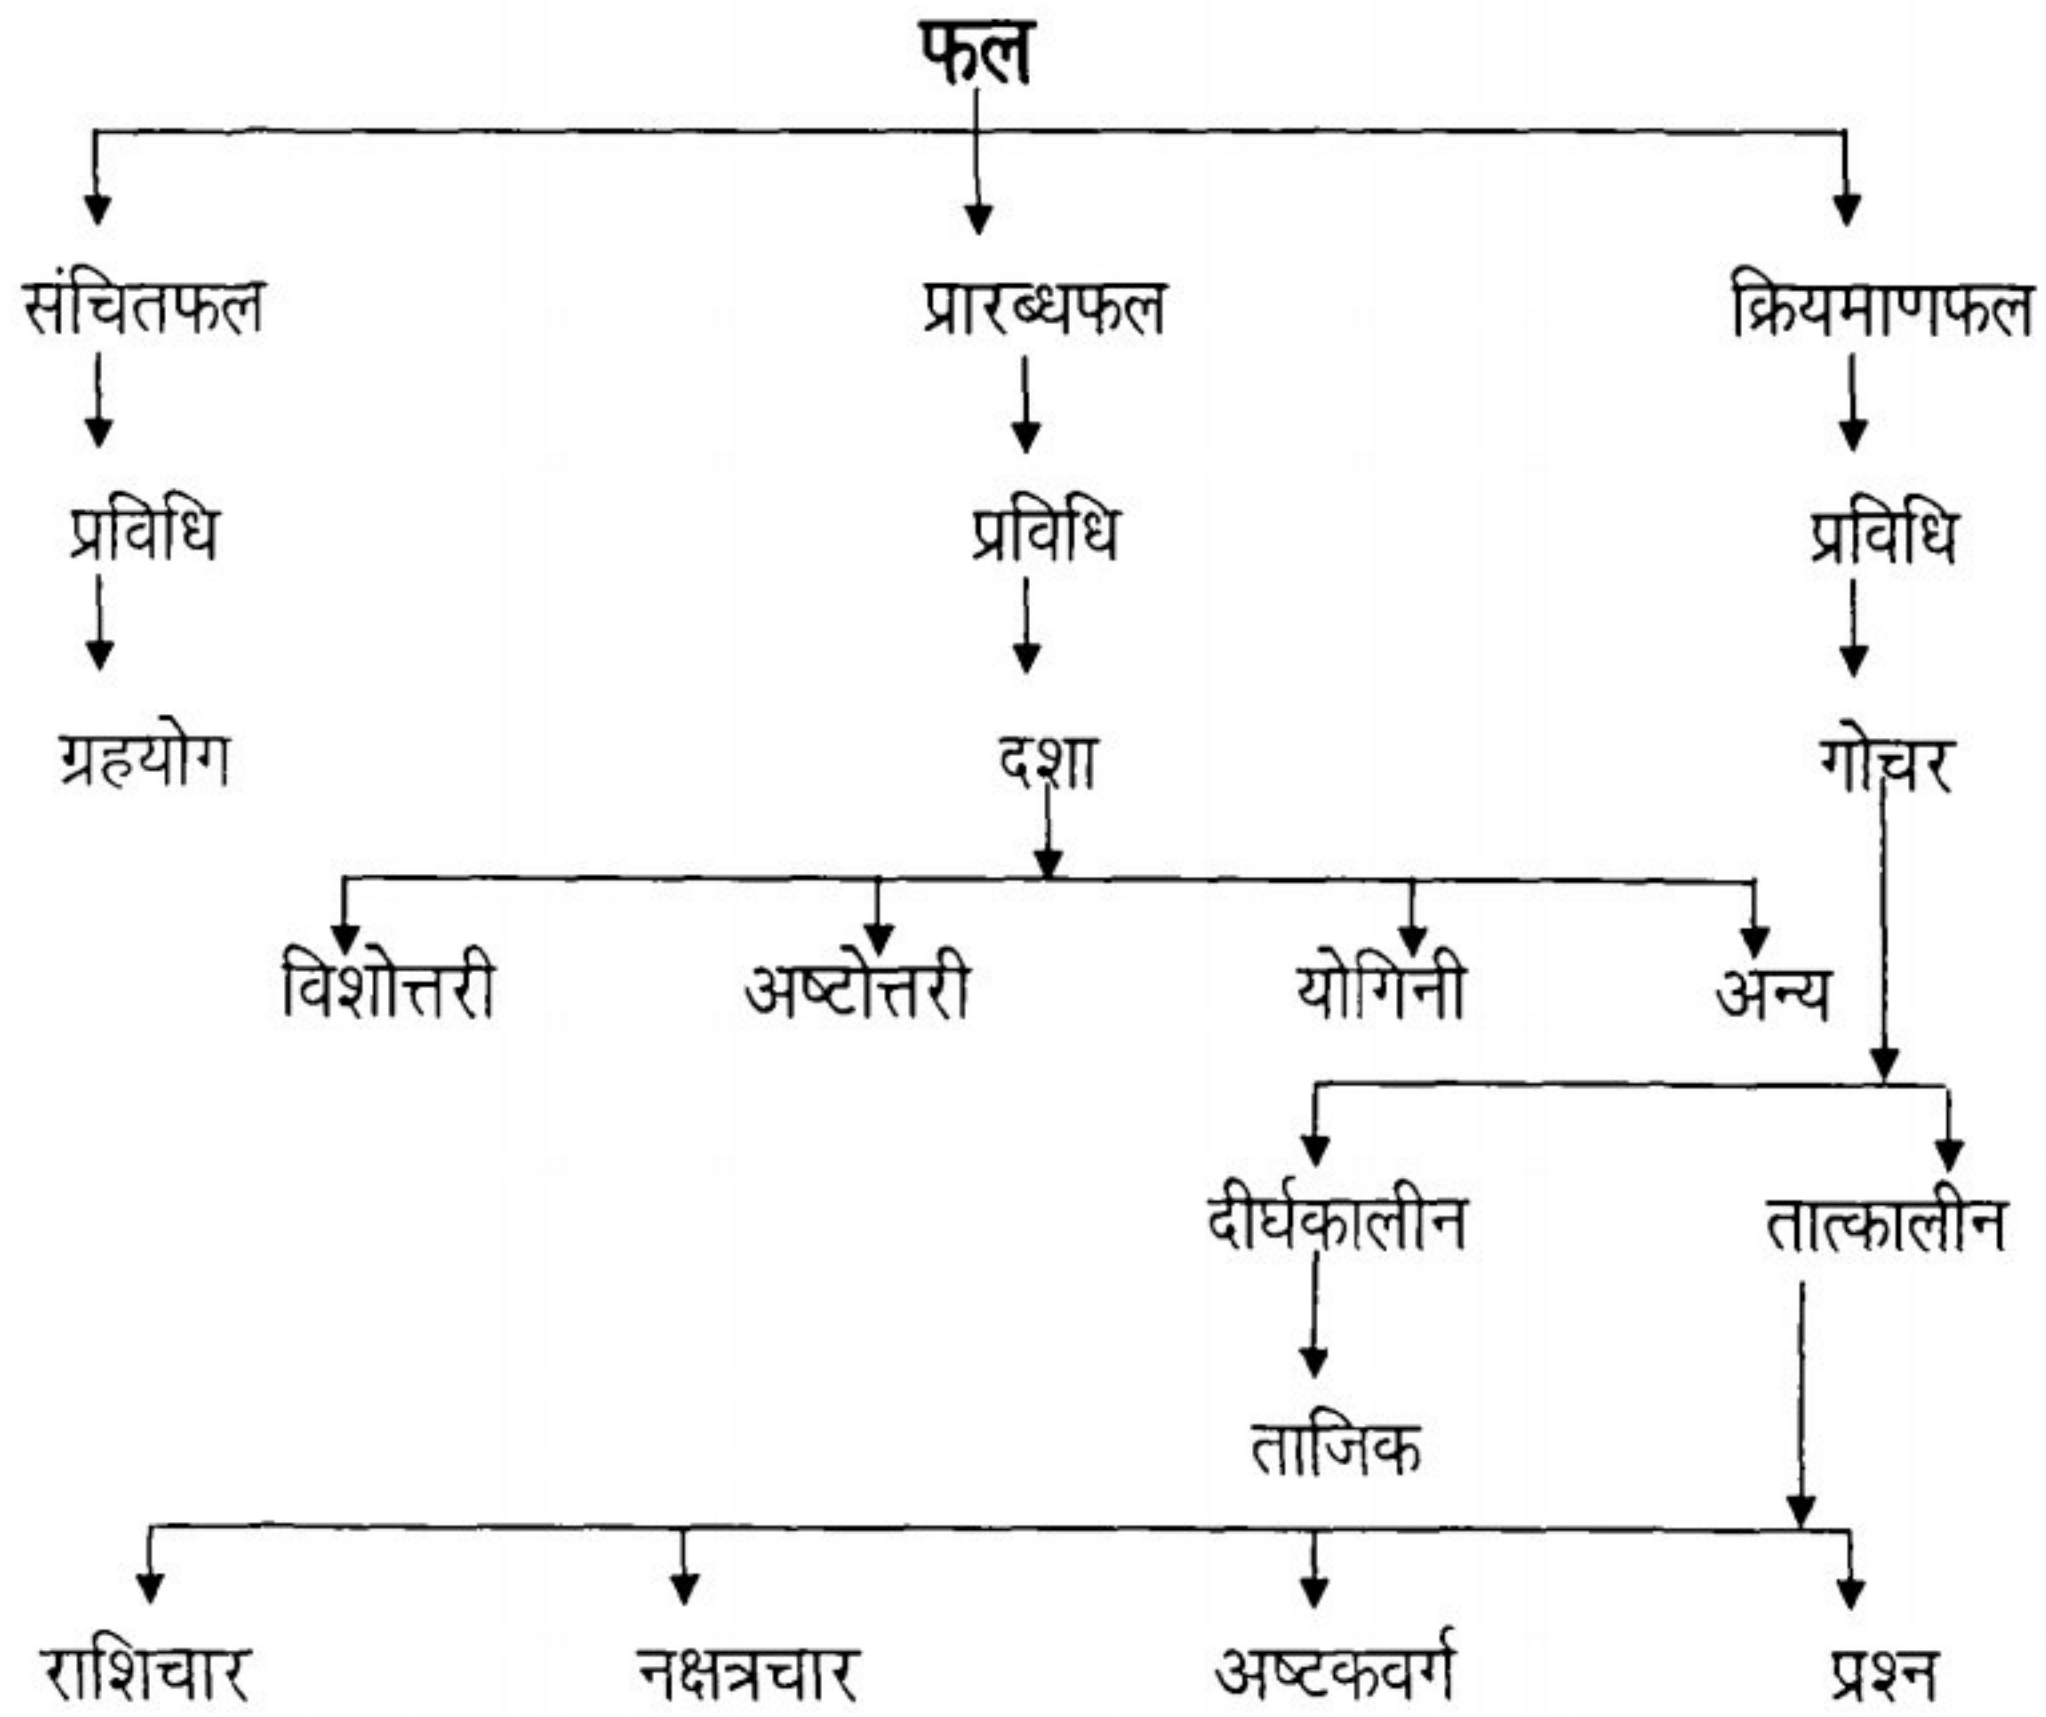 फल
संचितफल प्रारब्धफल क्रियमाणफल
प्रविधि प्रविधि प्रविधि
ग्रहयोग दशा गोचर
विशोत्तरी अष्टोत्तरी योगिनी अन्य
दीर्घकालीन तात्कालीन
ताजिक
राशिचार नक्षत्रचार अष्टकवर्ग प्रश्न